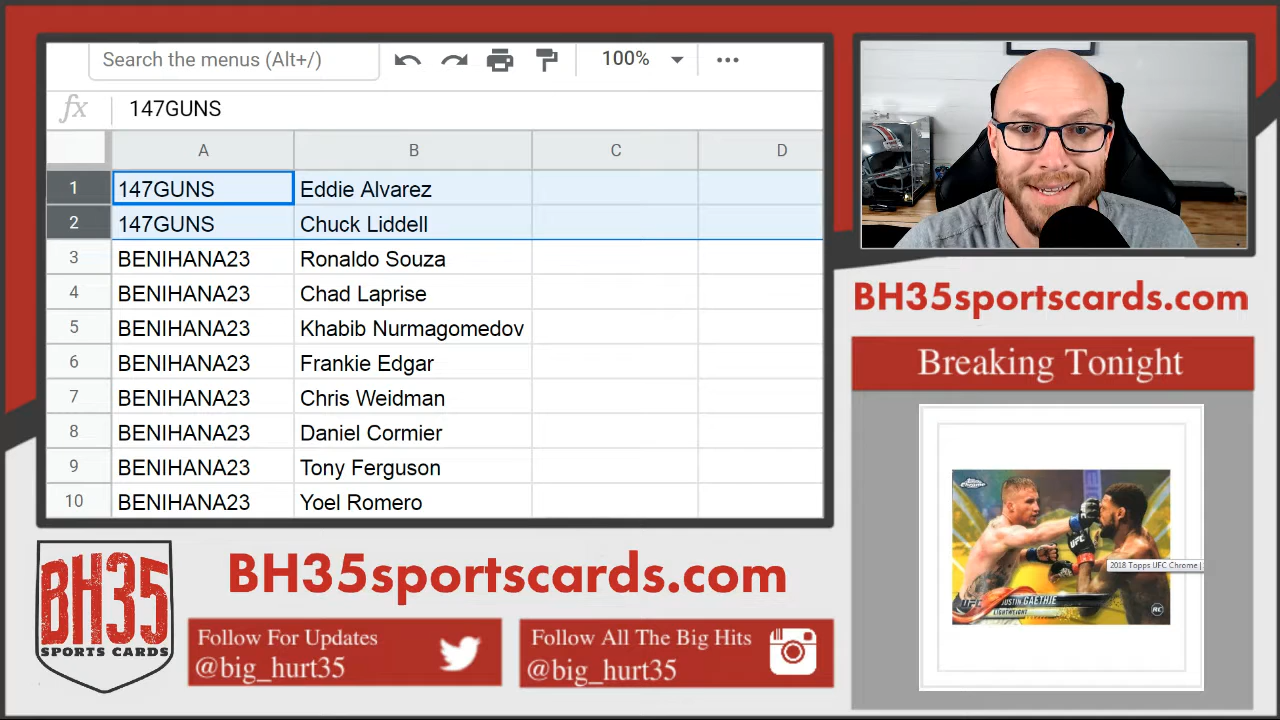 Search the menus (Alt+/)
100%
147GUNS
A B C D
1 147GUNS Eddie Alvarez
2 147GUNS Chuck Liddell
3 BENIHANA23 Ronaldo Souza
4 BENIHANA23 Chad Laprise
5 BENIHANA23 Khabib Nurmagomedov
6 BENIHANA23 Frankie Edgar
7 BENIHANA23 Chris Weidman
8 BENIHANA23 Daniel Cormier
9 BENIHANA23 Tony Ferguson
10 BENIHANA23 Yoel Romero
BH35sportscards.com
Breaking Tonight
UFC
2018 Topps UFC Chrome |
UFC
JUSTIN GAETHJE
LIGHTWEIGHT
RC
BH35
SPORTS CARDS
BH35sportscards.com
Follow For Updates
@big_hurt35
Follow All The Big Hits
@big_hurt35